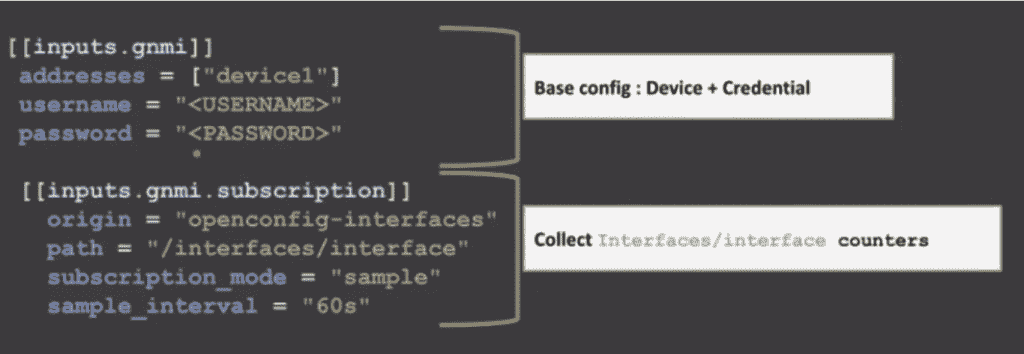 [[inputs.gnmi]]
addresses = ["device1"]
username = "<USERNAME>"
password = "<PASSWORD>"
Base config : Device + Credential
[[inputs.gnmi.subscription]]
origin = "openconfig-interfaces"
path = "/interfaces/interface"
subscription_mode = "sample"
sample_interval = "60s"
Collect Interfaces/interface counters